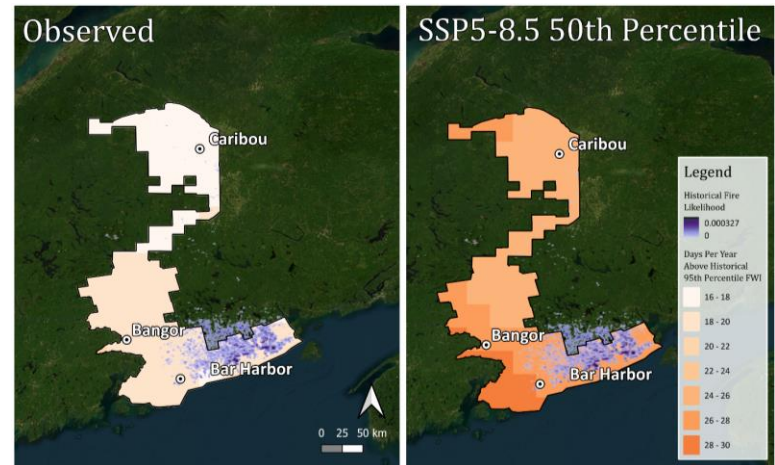 Observed
Caribou
Bangor
Bar Harbor
0 25 50 km
SSP5-8.5 50th Percentile
Caribou
Bangor
Bar Harbor
Legend
Historical Fire
Likelihood
0.000327
0
Days Per Year
Above Historical
95th Percentile FWI
16 - 18
18 - 20
20 - 22
22 - 24
24 - 26
26 - 28
28 - 30